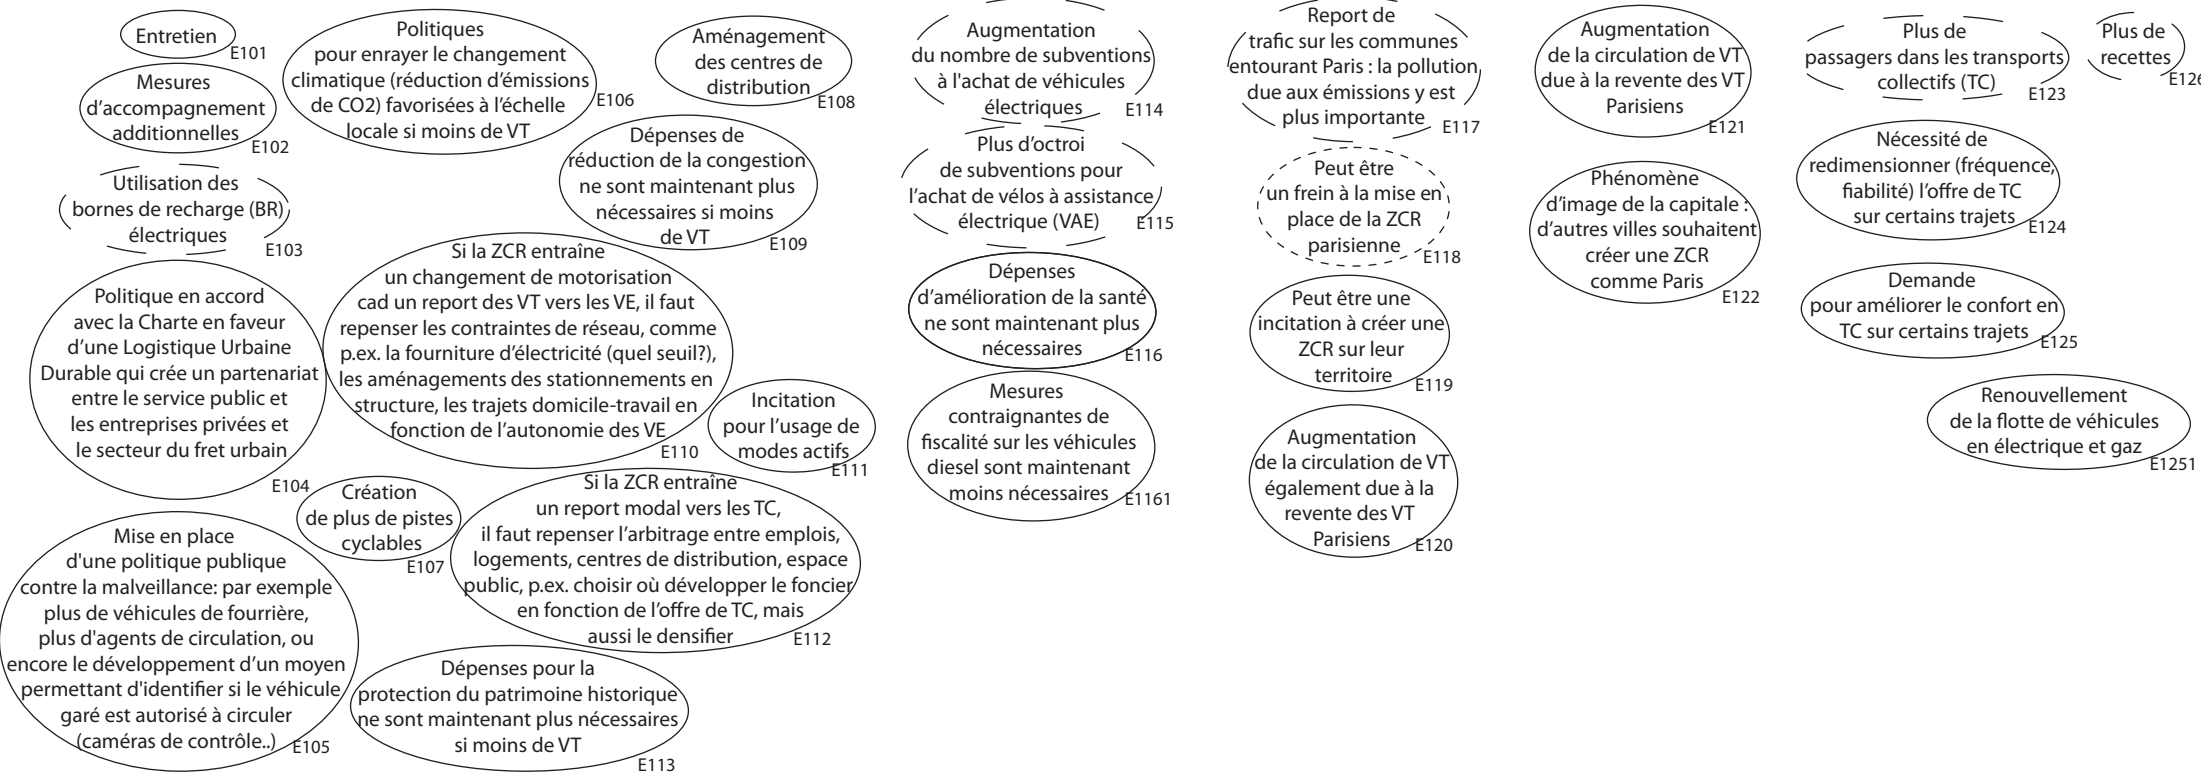 Entretien
E101
Mesures
d’accompagnement
additionnelles
E102
Utilisation des
bornes de recharge (BR)
électriques
E103
Politique en accord
avec la Charte en faveur
d’une Logistique Urbaine
Durable qui crée un partenariat
entre le service public et
les entreprises privées et
le secteur du fret urbain
E104
Mise en place
d'une politique publique
contre la malveillance: par exemple
plus de véhicules de fourrière,
plus d'agents de circulation, ou
encore le développement d’un moyen
permettant d'identifier si le véhicule
garé est autorisé à circuler
(caméras de contrôle..)
E105
Politiques
pour enrayer le changement
climatique (réduction d’émissions
de CO2) favorisées à l’échelle
locale si moins de VT
E106
Création
de plus de pistes
cyclables
E107
Aménagement
des centres de
distribution
E108
Dépenses de
réduction de la congestion
ne sont maintenant plus
nécessaires si moins
de VT
E109
Si la ZCR entraîne
un changement de motorisation
cad un report des VT vers les VE, il faut
repenser les contraintes de réseau, comme
p.ex. la fourniture d’électricité (quel seuil?),
les aménagements des stationnements en
structure, les trajets domicile-travail en
fonction de l’autonomie des VE
E110
Incitation
pour l’usage de
modes actifs
E111
Si la ZCR entraîne
un report modal vers les TC,
il faut repenser l’arbitrage entre emplois,
logements, centres de distribution, espace
public, p.ex. choisir où développer le foncier
en fonction de l’offre de TC, mais
aussi le densifier
E112
Dépenses pour la
protection du patrimoine historique
ne sont maintenant plus nécessaires
si moins de VT
E113
Augmentation
du nombre de subventions
à l'achat de véhicules
électriques
E114
Plus d’octroi
de subventions pour
l’achat de vélos à assistance
électrique (VAE)
E115
Dépenses
d’amélioration de la santé
ne sont maintenant plus
nécessaires
E116
Mesures
contraignantes de
fiscalité sur les véhicules
diesel sont maintenant
moins nécessaires
E1161
Report de
trafic sur les communes
entourant Paris : la pollution
due aux émissions y est
plus importante
E117
Peut être
un frein à la mise en
place de la ZCR
parisienne
E118
Peut être une
incitation à créer une
ZCR sur leur
territoire
E119
Augmentation
de la circulation de VT
également due à la
revente des VT
Parisiens
E120
Augmentation
de la circulation de VT
due à la revente des VT
Parisiens
E121
Phénomène
d’image de la capitale :
d’autres villes souhaitent
créer une ZCR
comme Paris
E122
Plus de
passagers dans les transports
collectifs (TC)
E123
Nécessité de
redimensionner (fréquence,
fiabilité) l’offre de TC
sur certains trajets
E124
Demande
pour améliorer le confort en
TC sur certains trajets
E125
Renouvellement
de la flotte de véhicules
en électrique et gaz
E1251
Plus de
recettes
E126